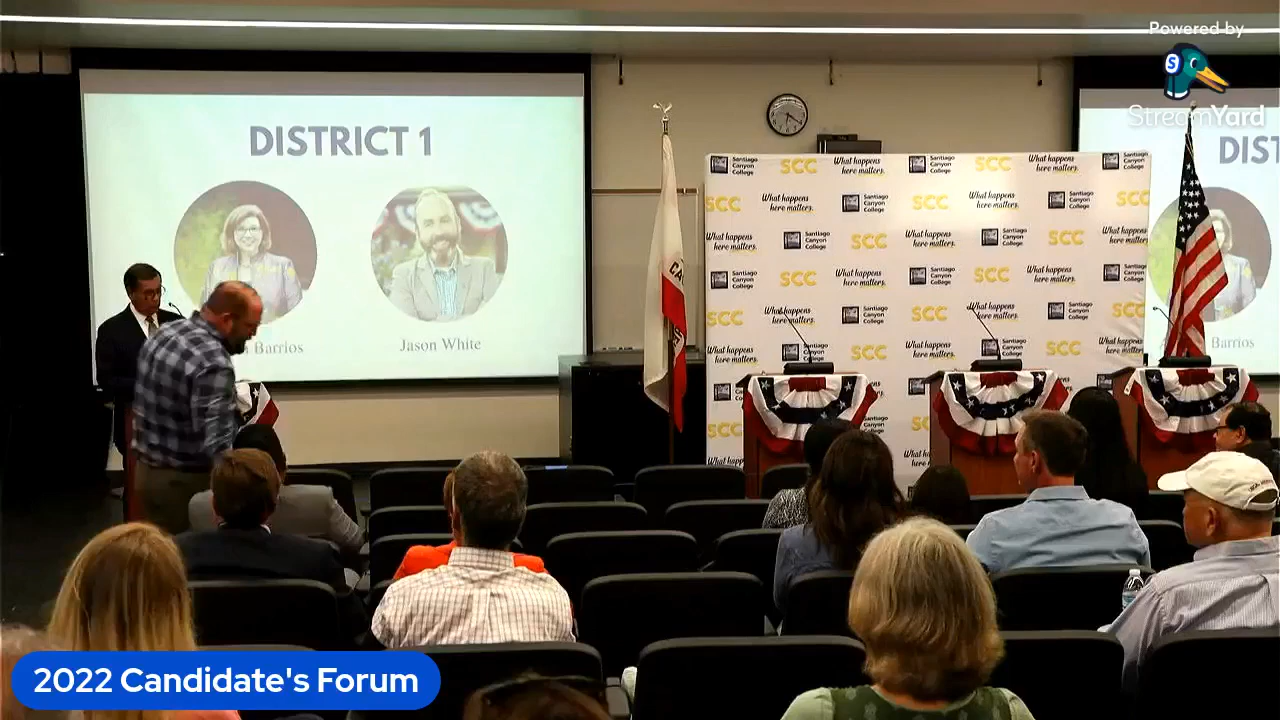 Powered by
StreamYard
DISTRICT 1
Barrios
Jason White
DIST
Barrios
Santiago
Canyon
College
SCC
What happens
here matters.
2022 Candidate's Forum